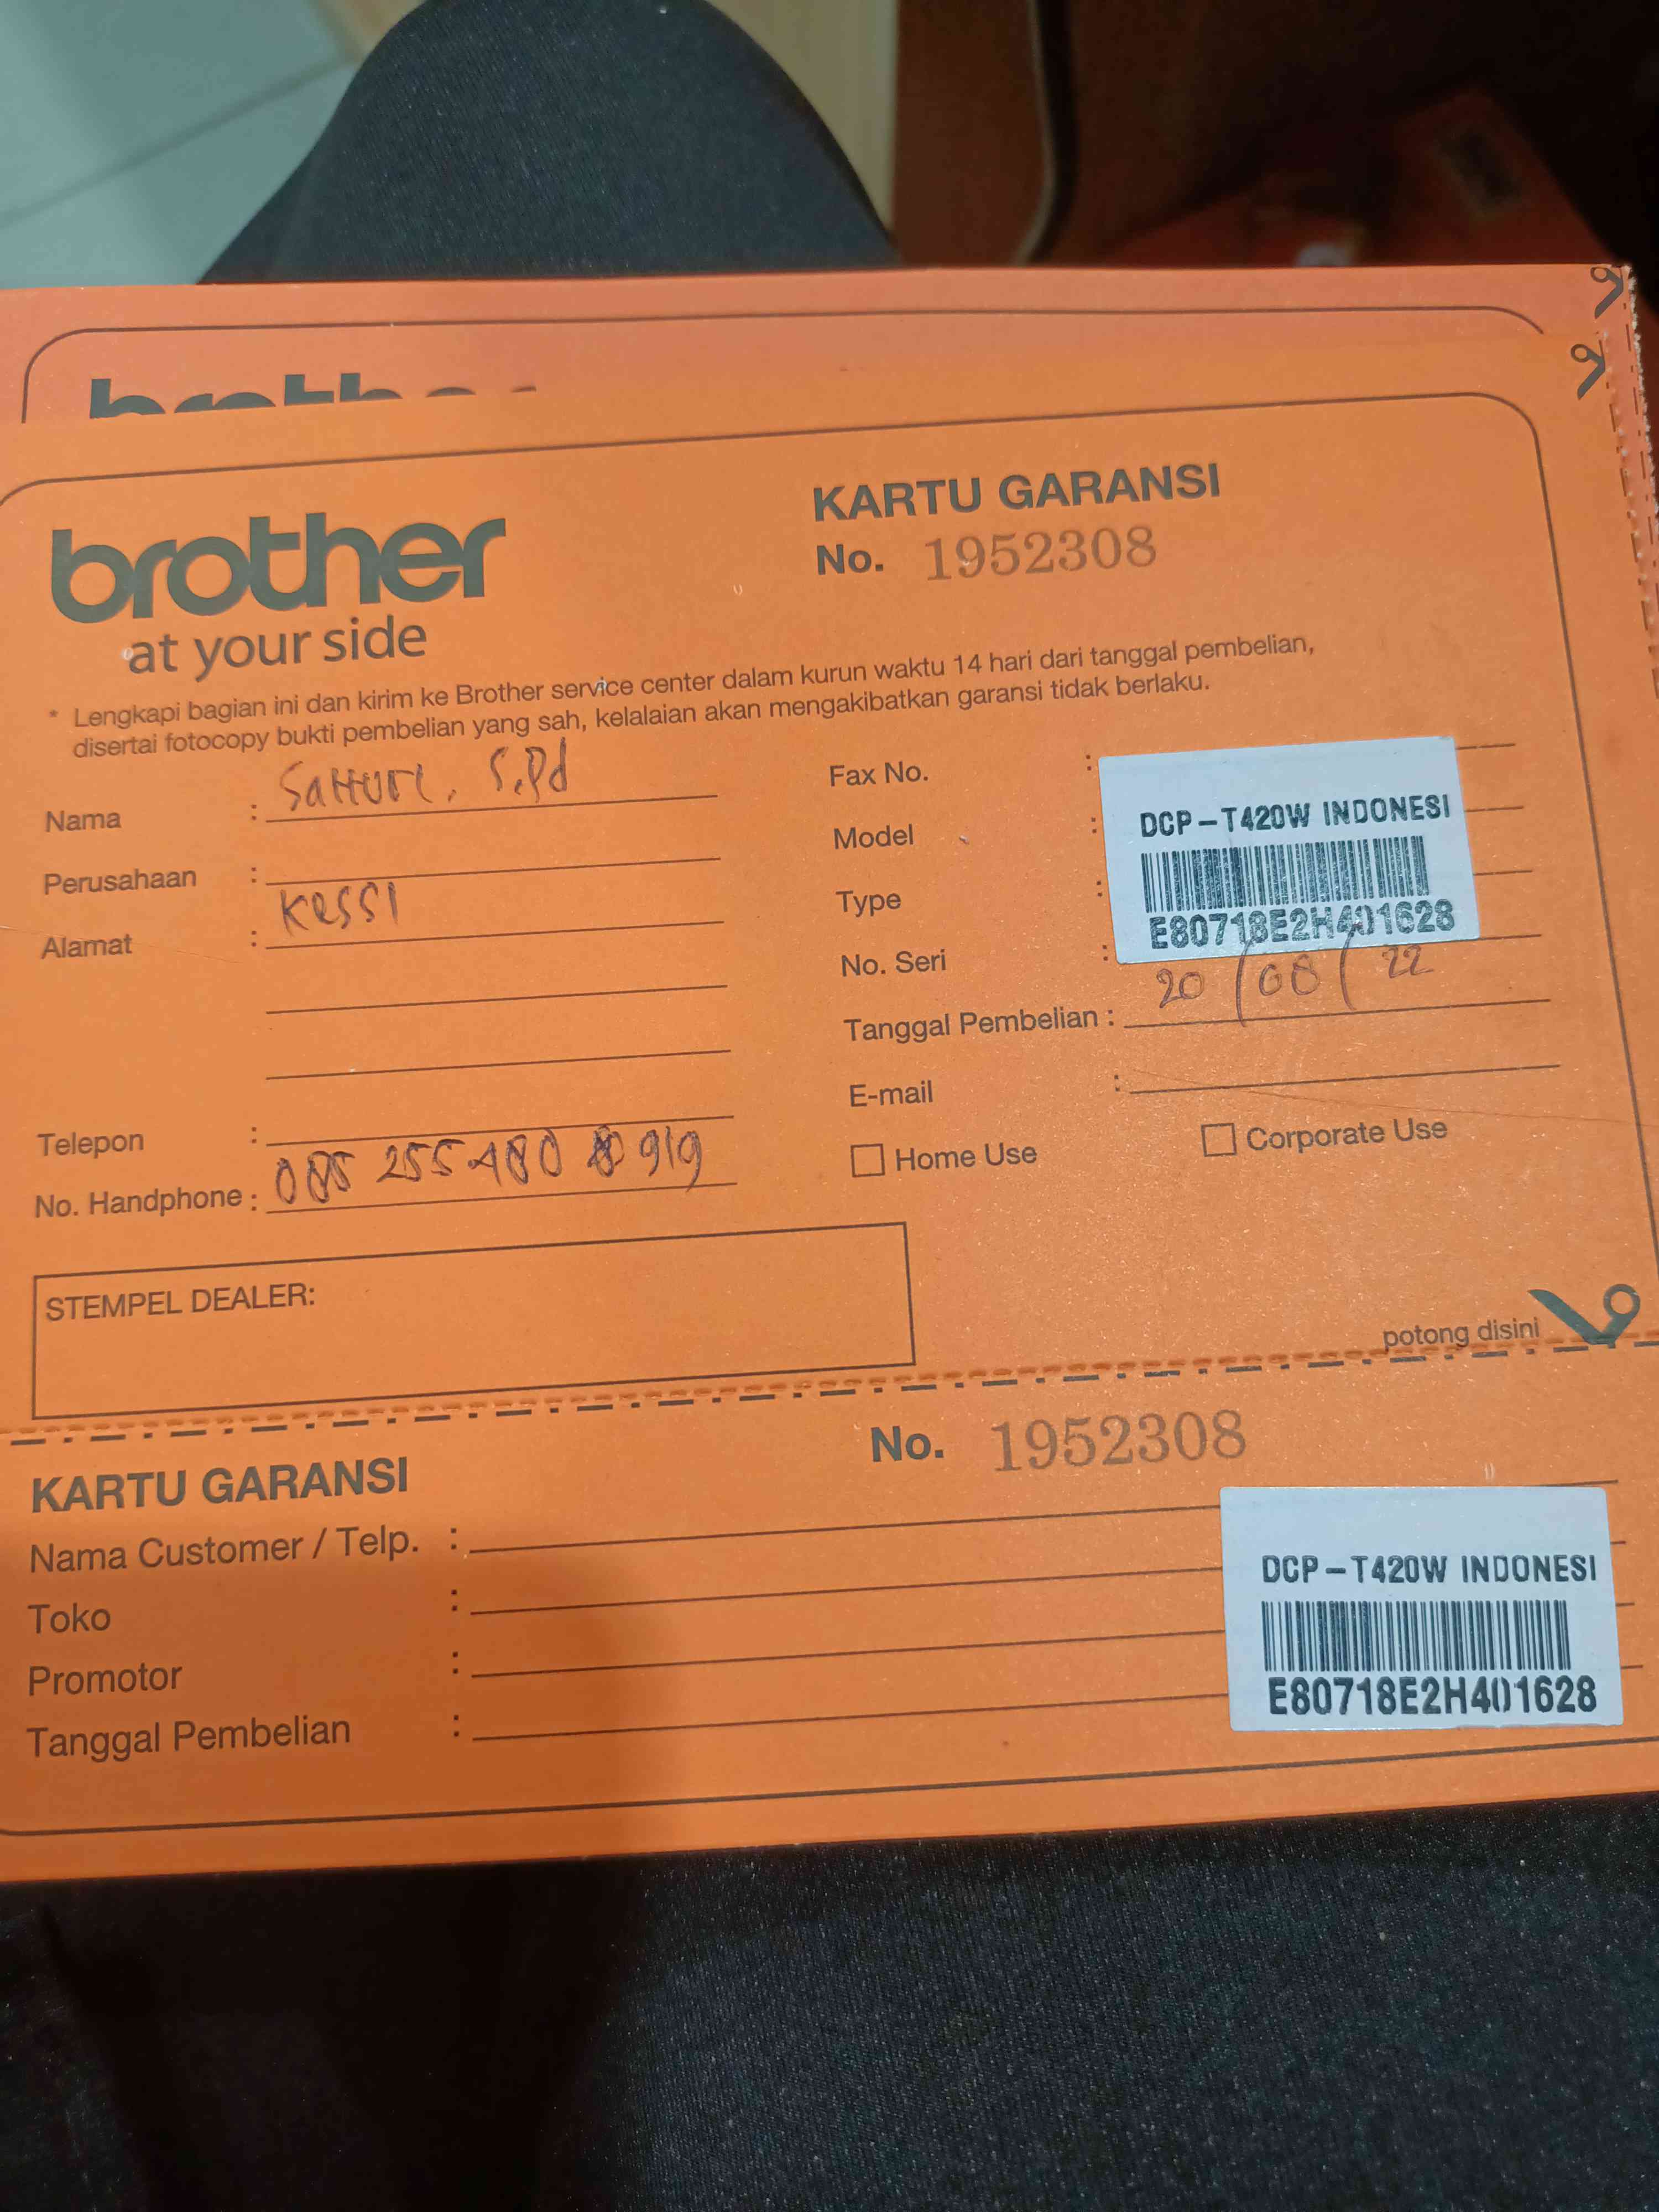 brother
brother
at your side
KARTU GARANSI
No. 1952308
* Lengkapi bagian ini dan kirim ke Brother service center dalam kurun waktu 14 hari dari tanggal pembelian,
disertai fotocopy bukti pembelian yang sah, kelalaian akan mengakibatkan garansi tidak berlaku.
Nama :
S.Pd
Perusahaan :
Alamat : Kessi
Telepon :
No. Handphone : 085 255 480 919
Fax No. :
Model : DCP-T420W INDONESI
Type :
No. Seri : E80718E2H401628
Tanggal Pembelian : 20/08/22
E-mail :
Home Use
Corporate Use
STEMPEL DEALER:
potong disini
KARTU GARANSI
No. 1952308
Nama Customer / Telp. :
Toko :
Promotor :
Tanggal Pembelian :
DCP-T420W INDONESI
E80718E2H401628